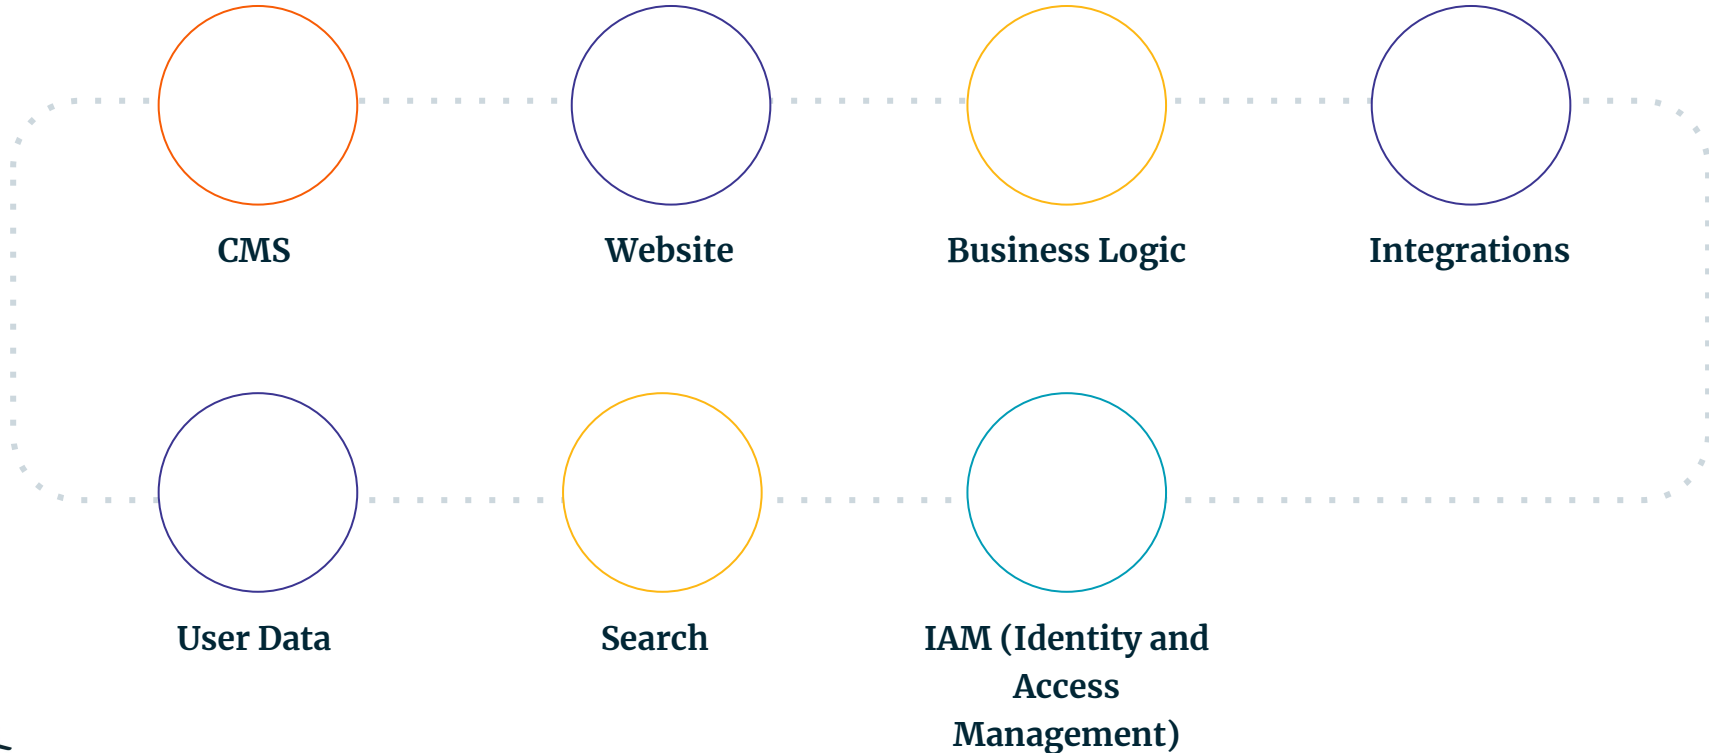 CMS
Website
Business Logic
Integrations
User Data
Search
IAM (Identity and
Access
Management)